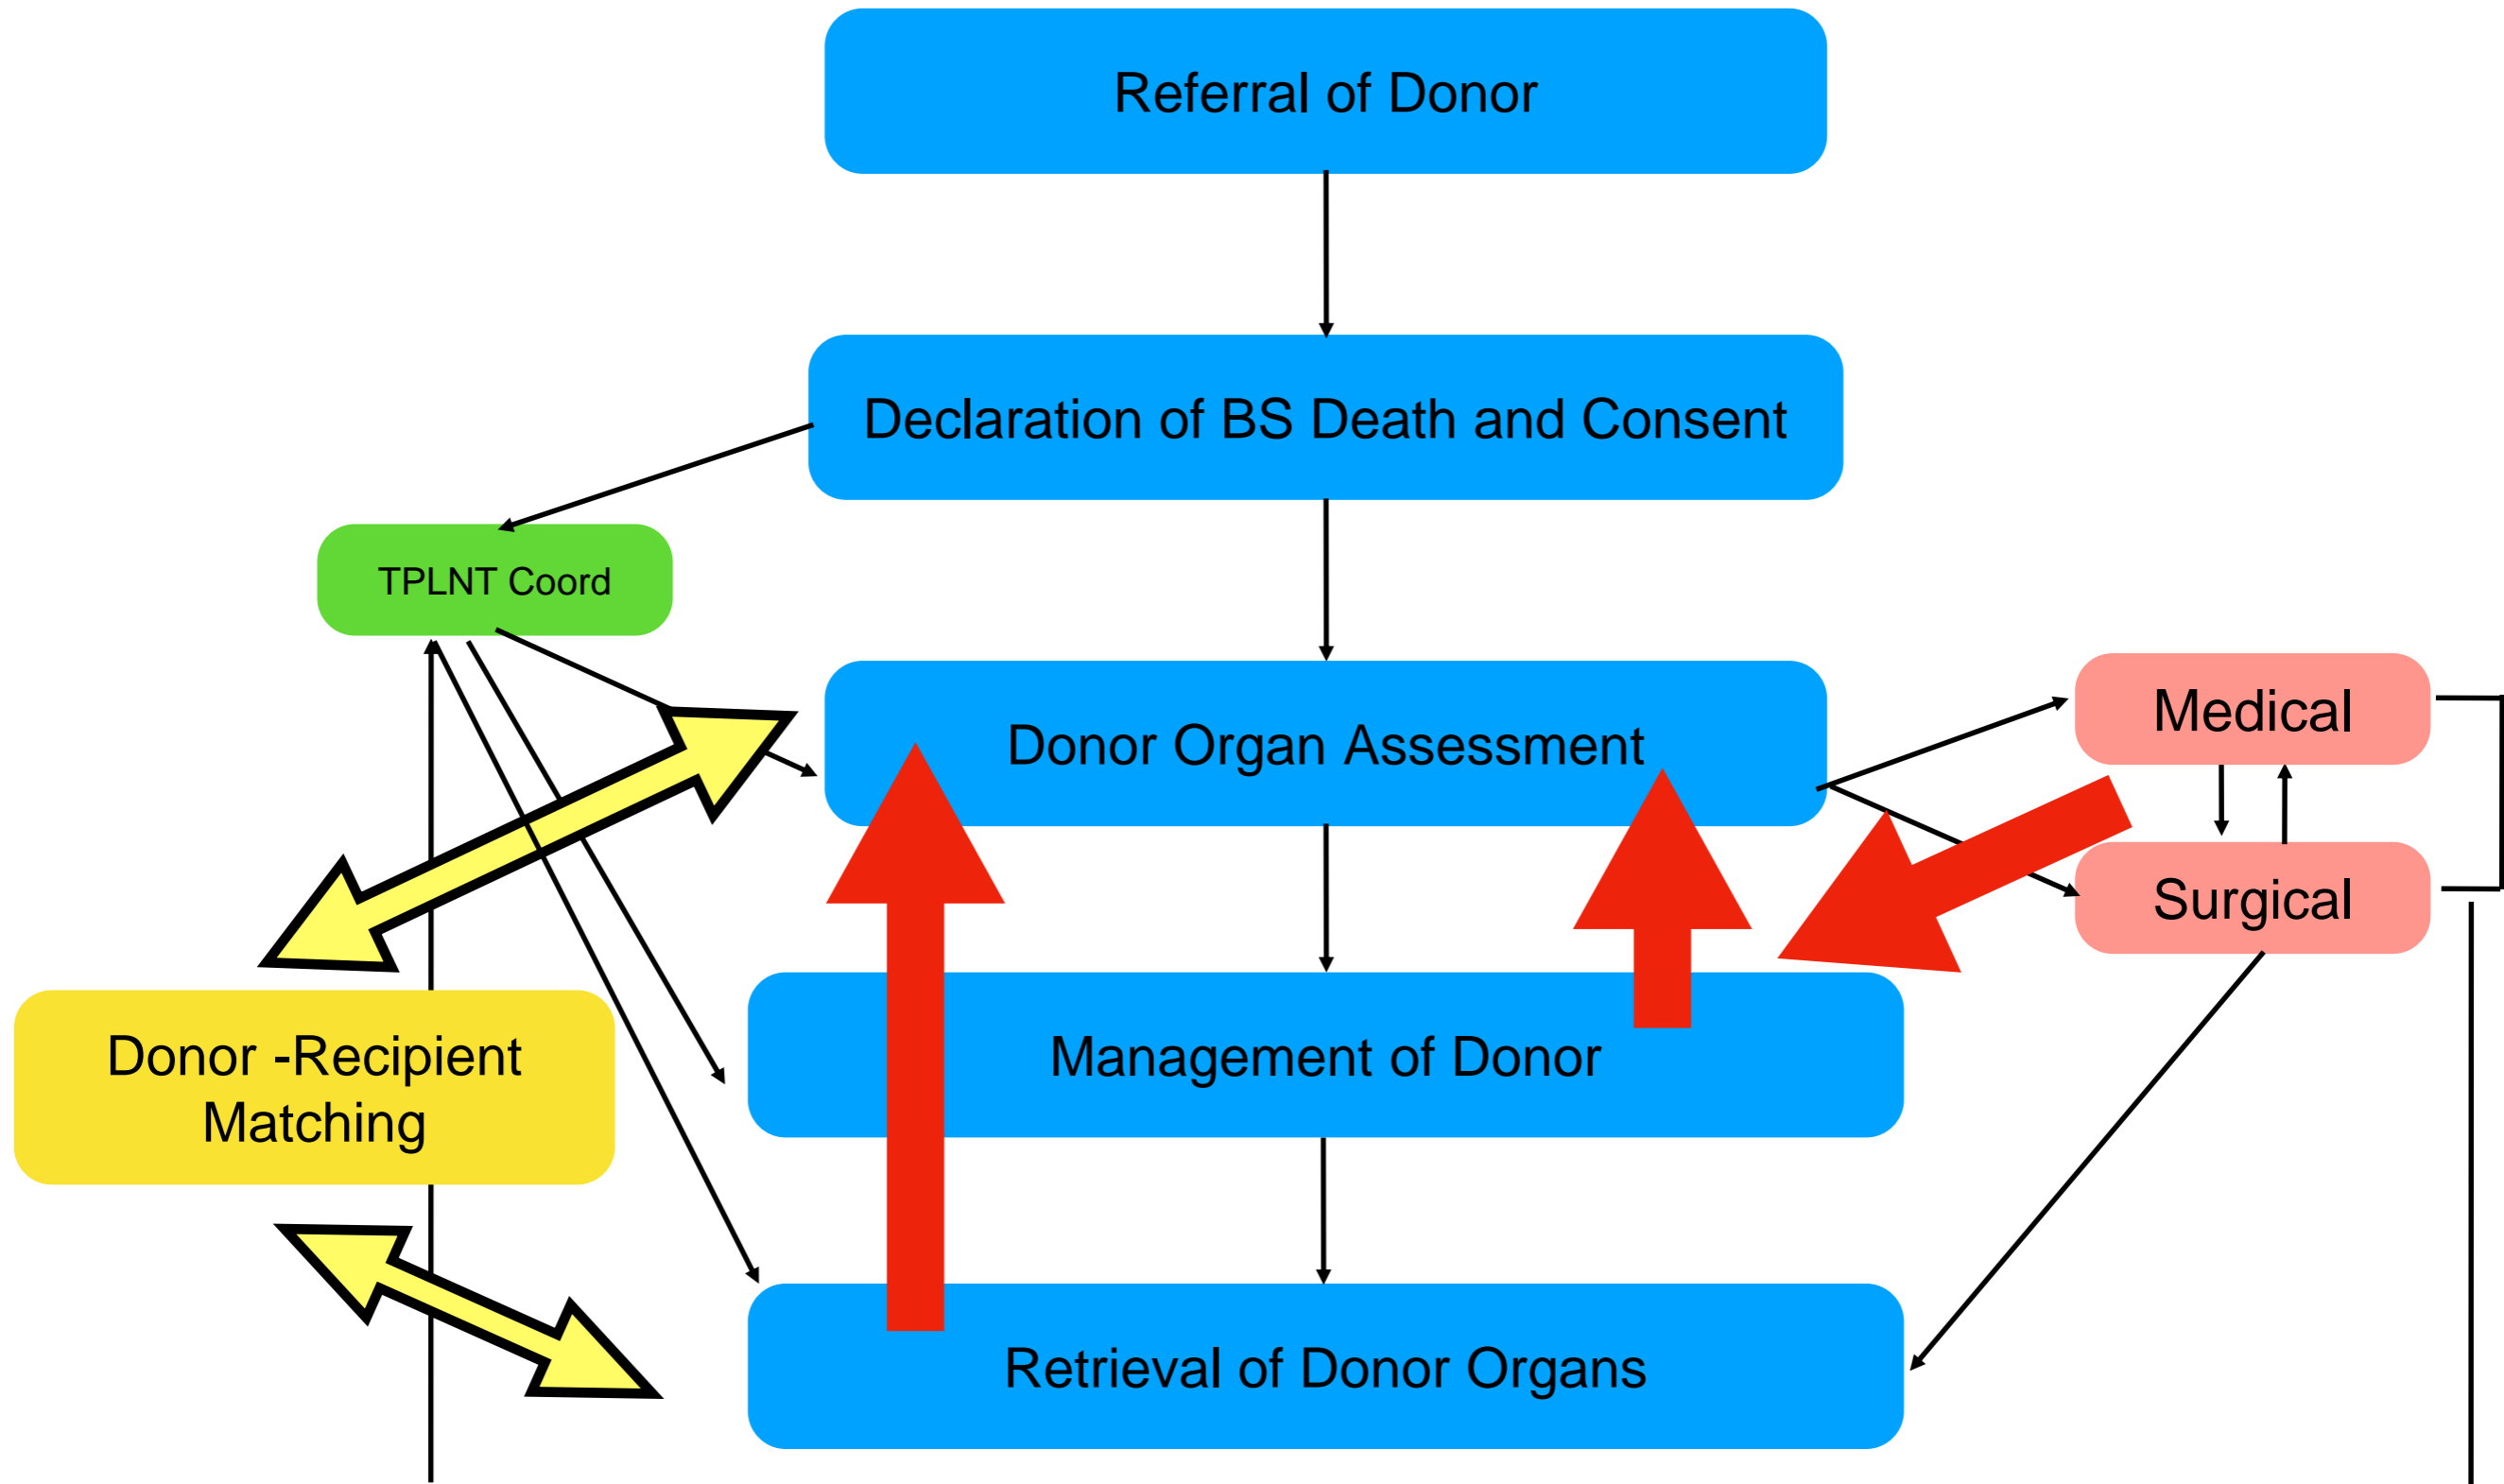 Referral of Donor
Declaration of BS Death and Consent
TPLNT Coord
Donor Organ Assessment
Medical
Surgical
Management of Donor
Donor -Recipient
Matching
Retrieval of Donor Organs